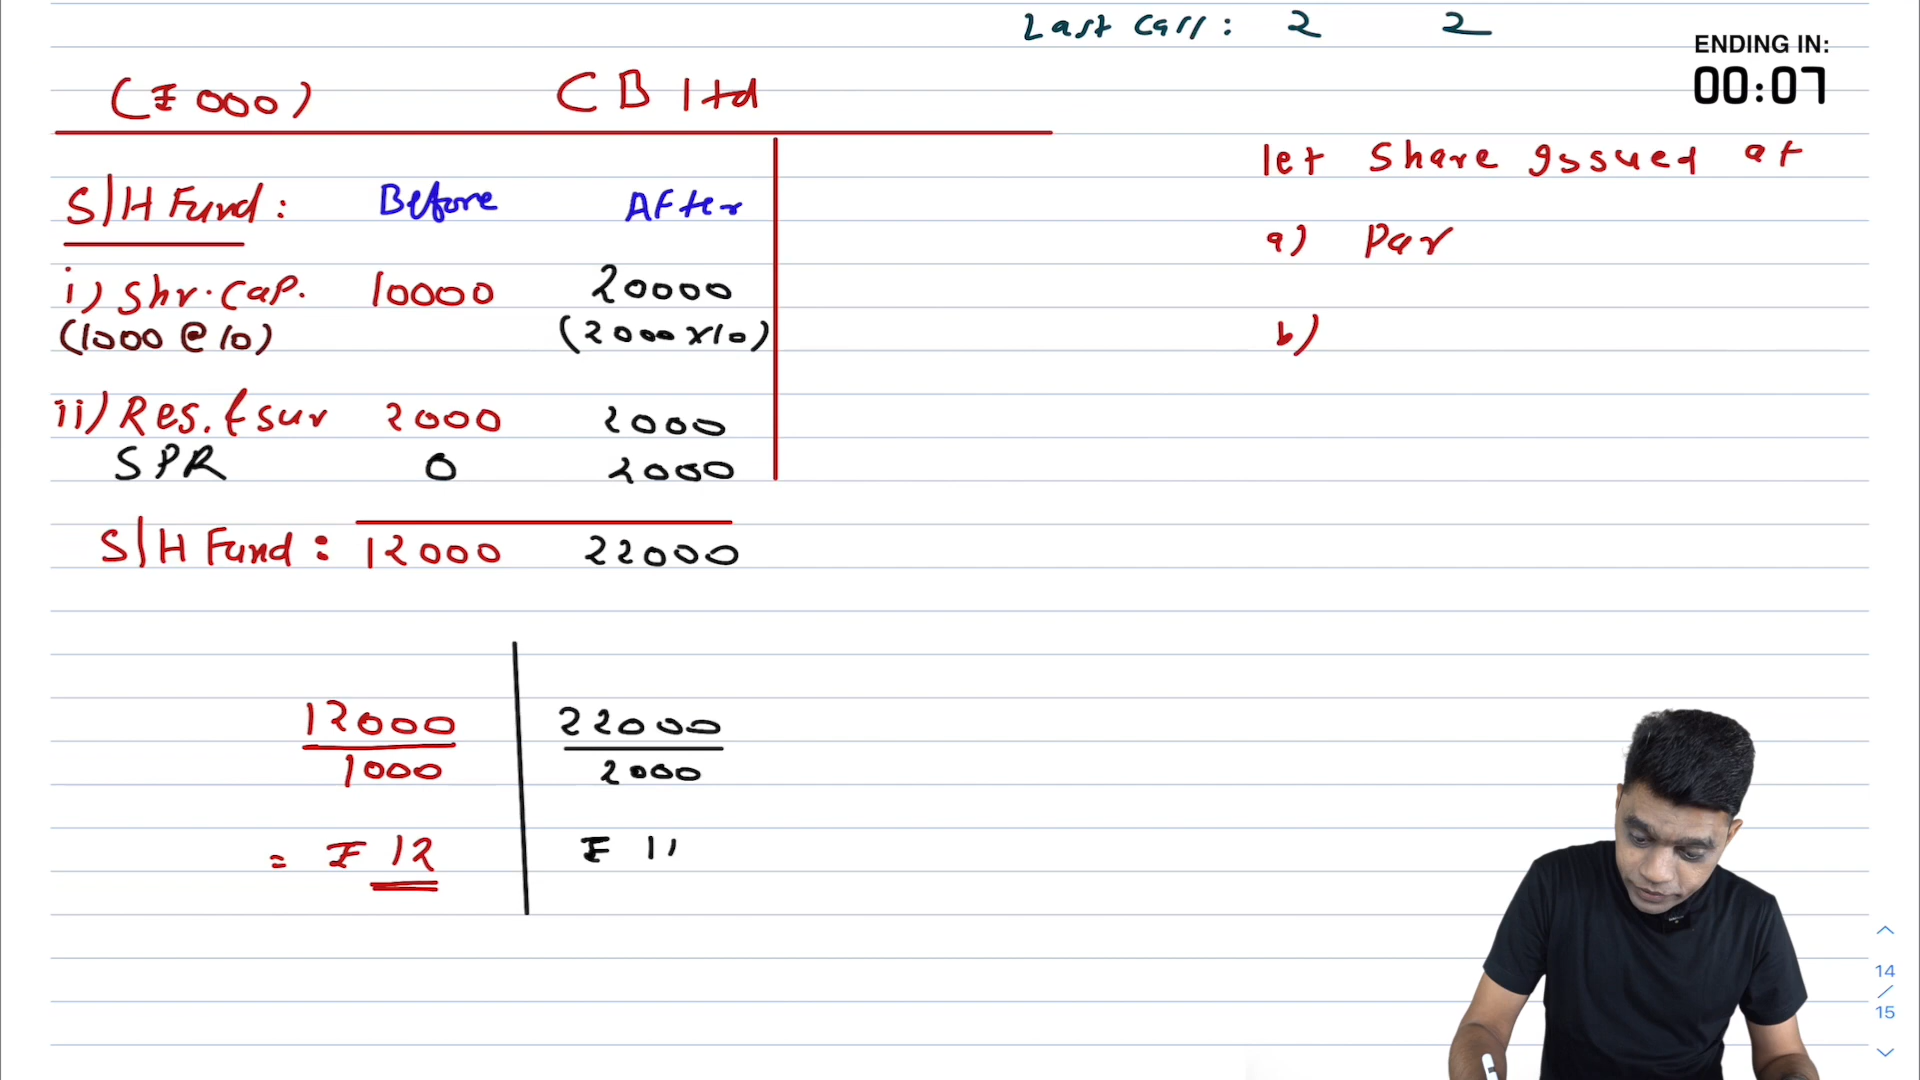 Last Call: 2 2
ENDING IN:
00:07
(₹ 000) CB ltd
let Share Issued at
S/H Fund: Before After
a) Par
i) Shr. Cap. 10000 20000
(1000 @ 10) (2000x10)
b)
ii) Res. & sur 2000 2000
SPR 0 2000
S/H Fund: 12000 22000
12000 22000
1000 2000
= ₹ 12 ₹ 11
14
/
15